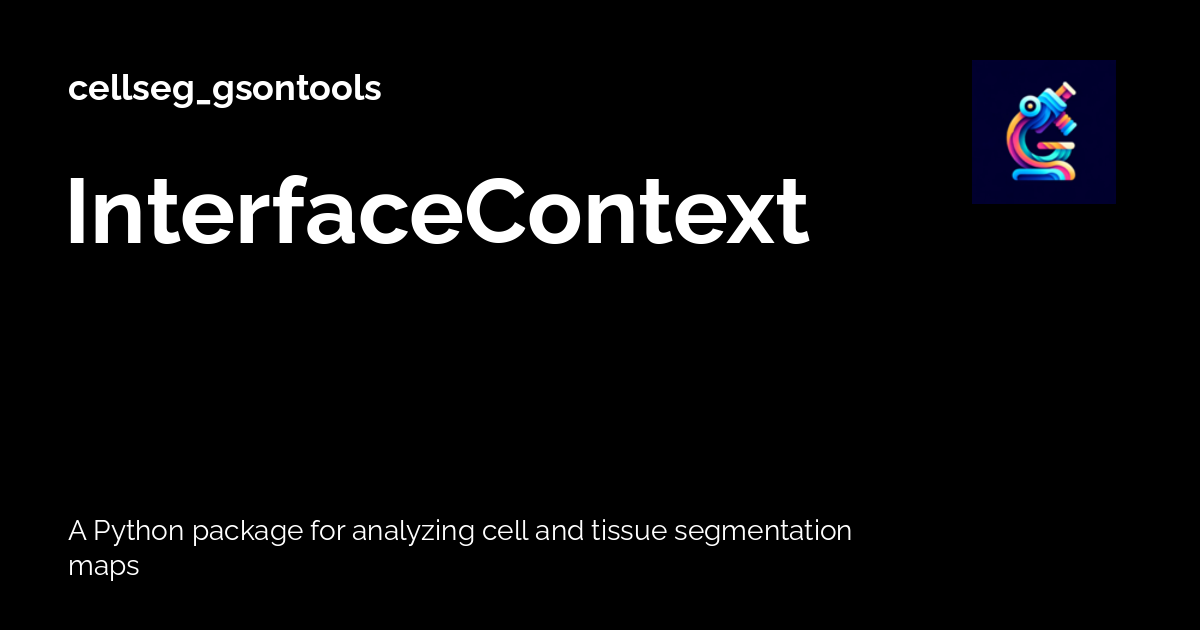 cellseg_gsontools
InterfaceContext
A Python package for analyzing cell and tissue segmentation
maps